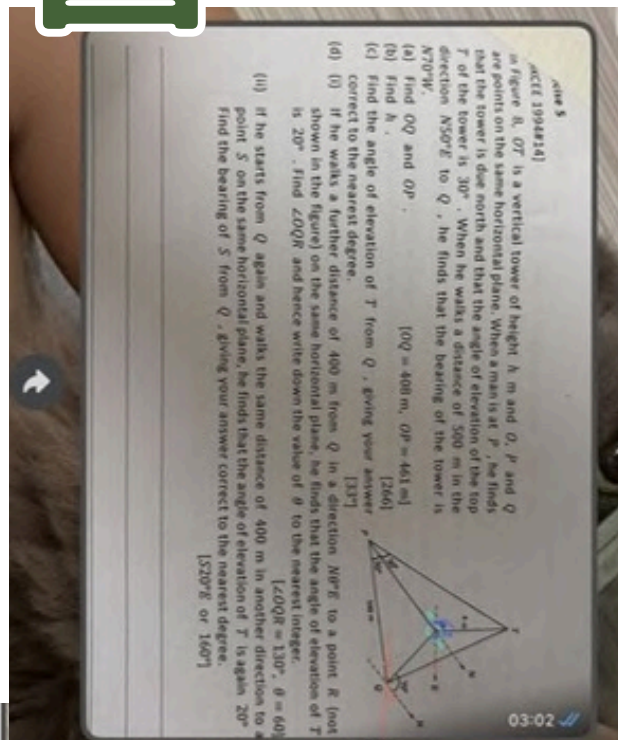 cise 5
KCEE 1994#14]
In Figure 8, OT is a vertical tower of height h m and O, P and Q
are points on the same horizontal plane. When a man is at P, he finds
that the tower is due north and that the angle of elevation of the top
T of the tower is 30°. When he walks a distance of 500 m in the
direction N50°E to Q, he finds that the bearing of the tower is
N70°W.
(a) Find OQ and OP. [OQ = 408 m, OP = 461 m]
(b) Find h. [266]
(c) Find the angle of elevation of T from Q, giving your answer
correct to the nearest degree. [33°]
(d) (i) If he walks a further distance of 400 m from Q in a direction Nθ°E to a point R (not
shown in the figure) on the same horizontal plane, he finds that the angle of elevation of T
is 20°. Find ∠OQR and hence write down the value of θ to the nearest integer.
[∠OQR = 130°, θ = 60]
(ii) If he starts from Q again and walks the same distance of 400 m in another direction to a
point S on the same horizontal plane, he finds that the angle of elevation of T is again 20°
Find the bearing of S from Q, giving your answer correct to the nearest degree.
[S20°E or 160°]
T
P
Q
03:02